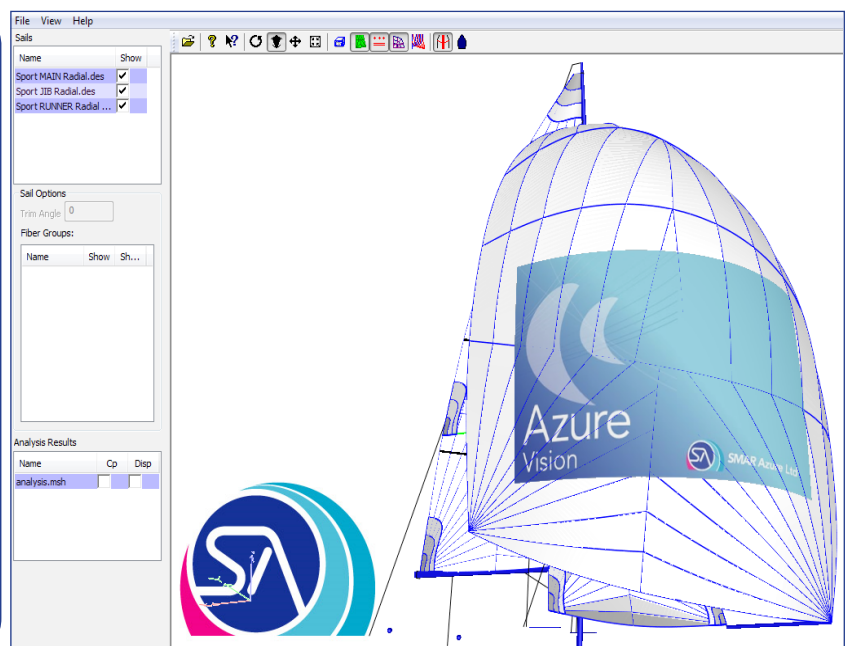 File View Help
Sails
Name Show
Sport MAIN Radial.des
Sport JIB Radial.des
Sport RUNNER Radial ...
Sail Options
Trim Angle 0
Fiber Groups:
Name Show Sh...
Analysis Results
Name Cp Disp
analysis.msh
Azure
Vision
SA SMAR Azure Ltd
SA